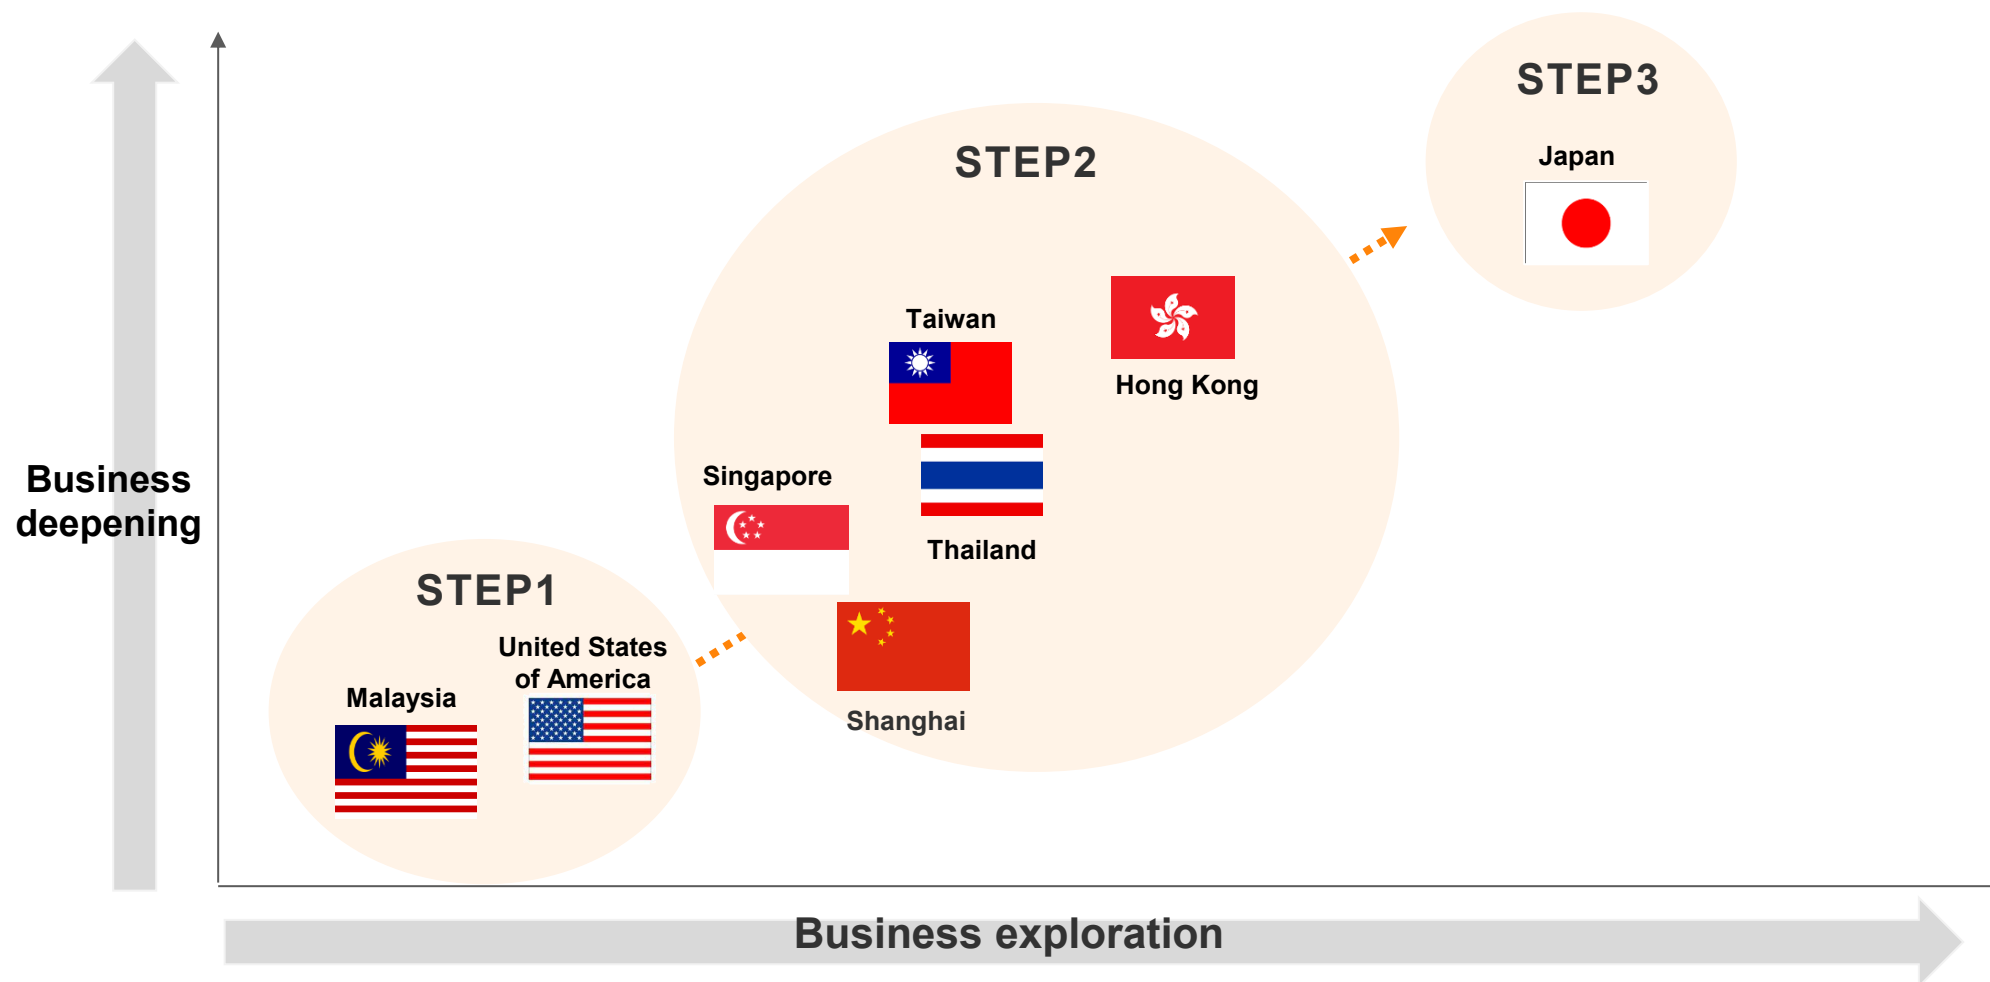 STEP3
Japan
STEP2
Taiwan
Hong Kong
Singapore
Thailand
Shanghai
STEP1
United States
of America
Malaysia
Business
deepening
Business exploration